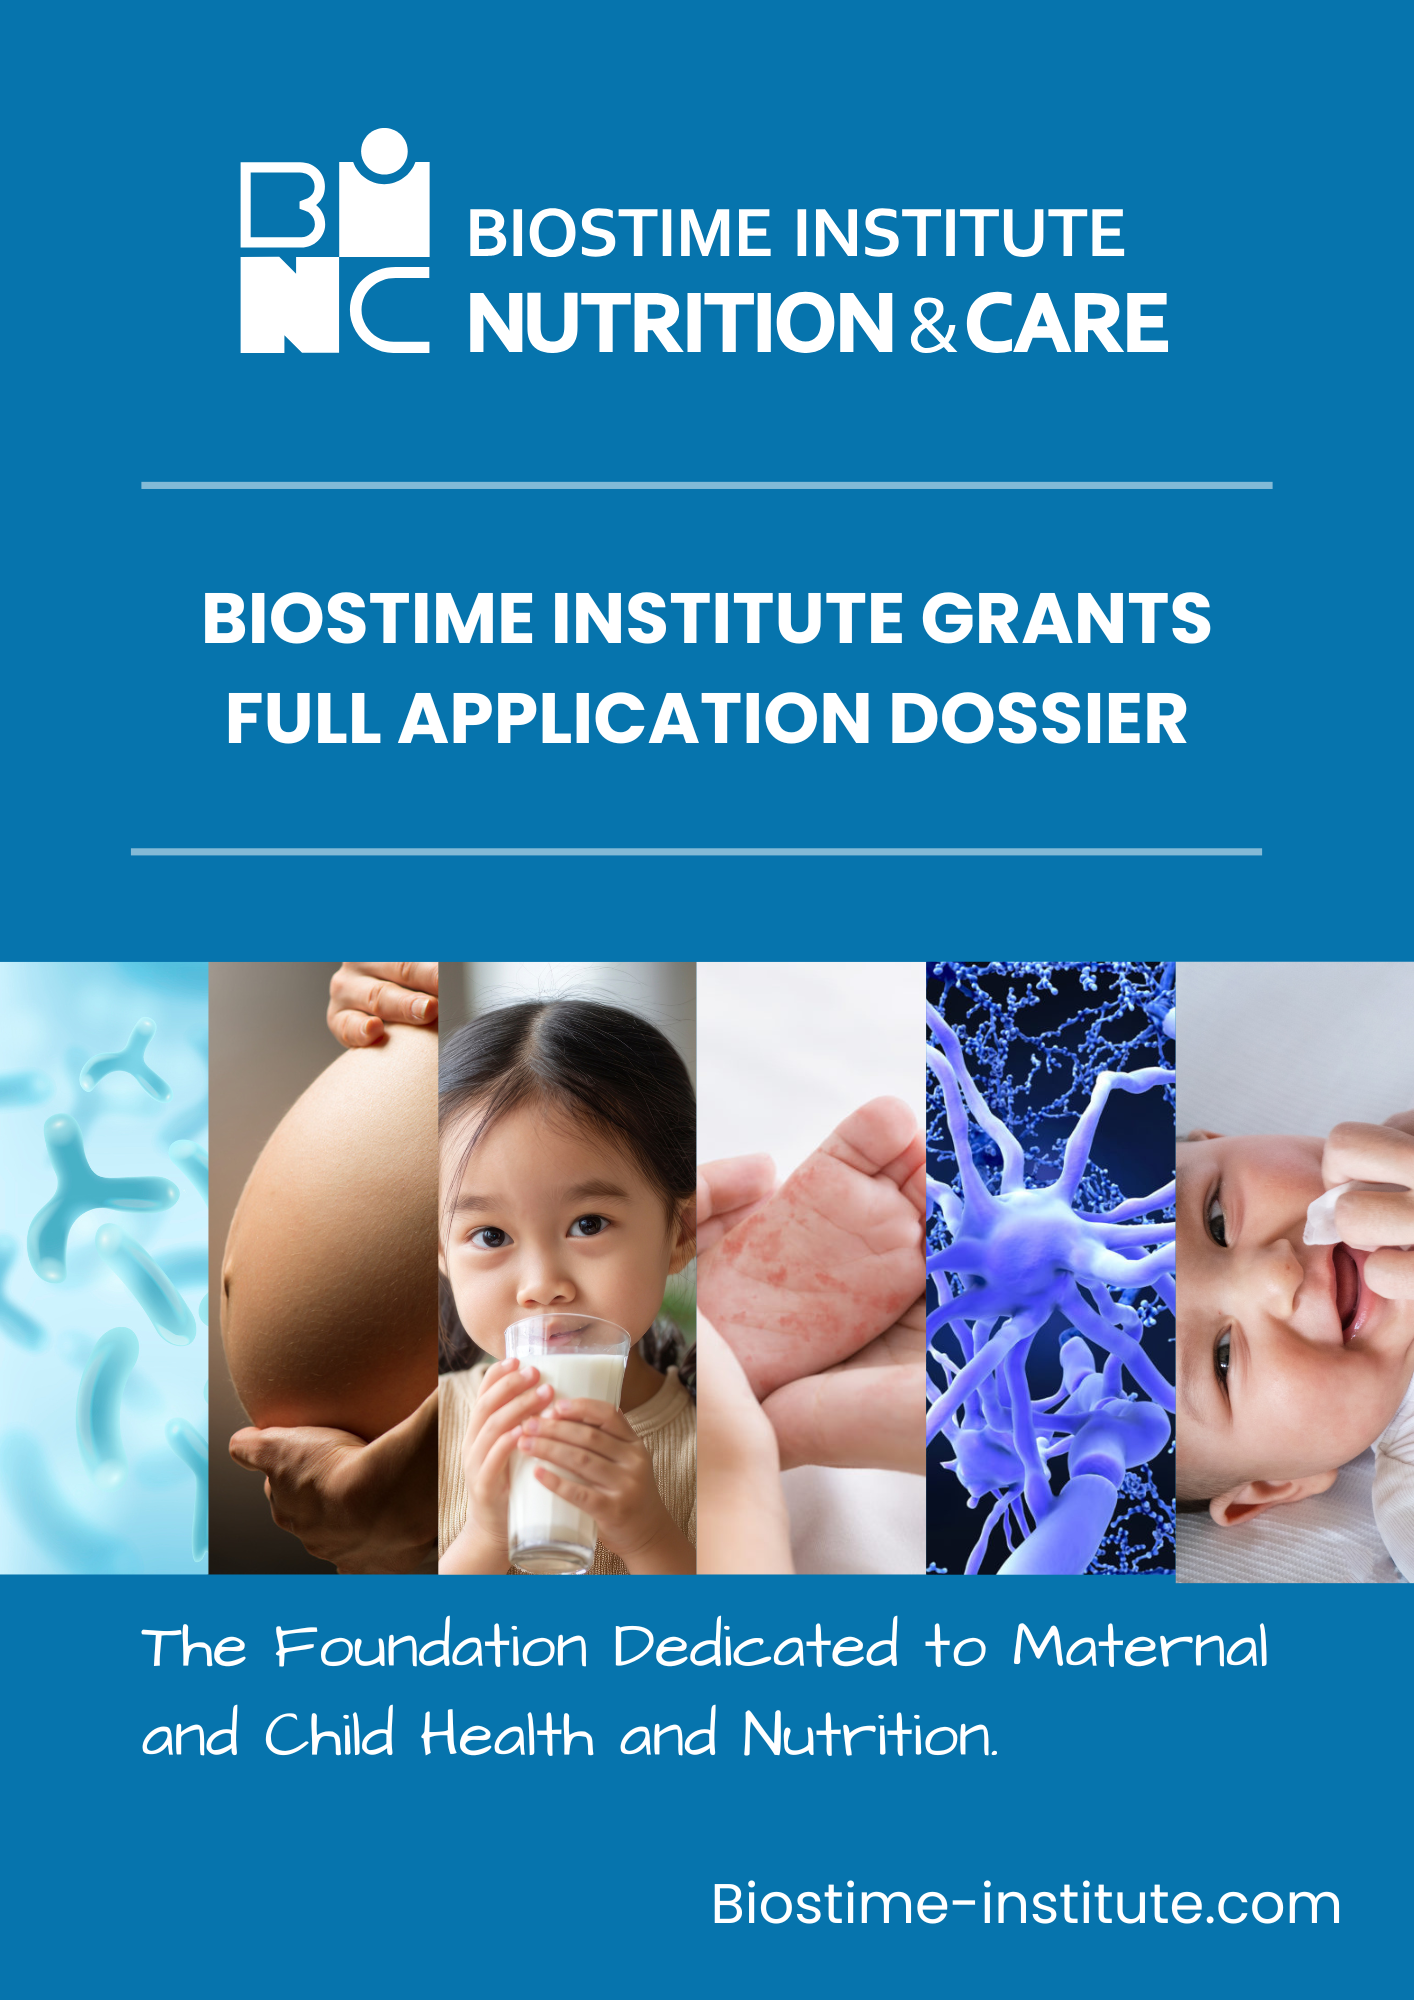 BINC
BIOSTIME INSTITUTE
NUTRITION & CARE
BIOSTIME INSTITUTE GRANTS
FULL APPLICATION DOSSIER
The Foundation Dedicated to Maternal
and Child Health and Nutrition.
Biostime-institute.com